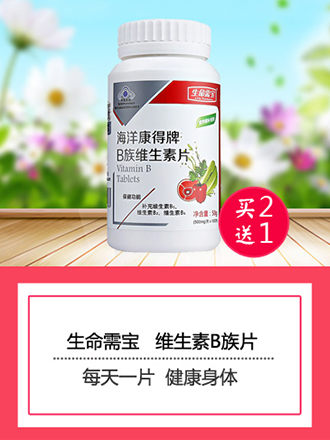 生命需宝
海洋康得牌
B族维生素片
Vitamin B
Tablets
保健功能
补充维生素B₁、
维生素B₂、维生素B₆
净含量:
买2
送1
生命需宝 维生素B族片
每天一片 健康身体